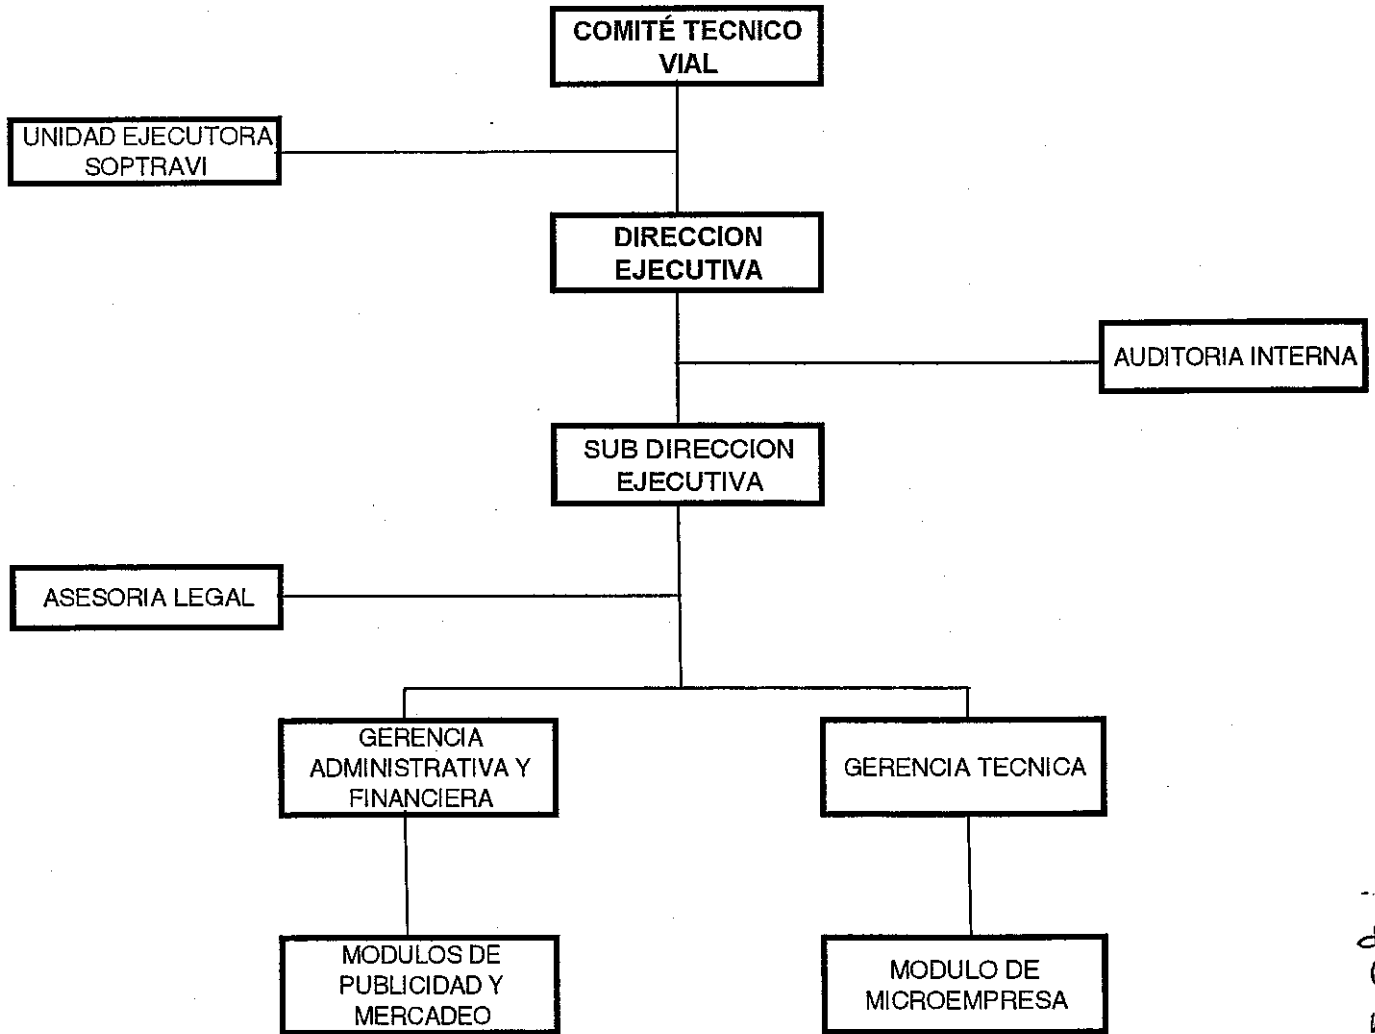 COMITÉ TECNICO
VIAL
UNIDAD EJECUTORA
SOPTRAVI
DIRECCION
EJECUTIVA
AUDITORIA INTERNA
SUB DIRECCION
EJECUTIVA
ASESORIA LEGAL
GERENCIA
ADMINISTRATIVA Y
FINANCIERA
GERENCIA TECNICA
MODULOS DE
PUBLICIDAD Y
MERCADEO
MODULO DE
MICROEMPRESA